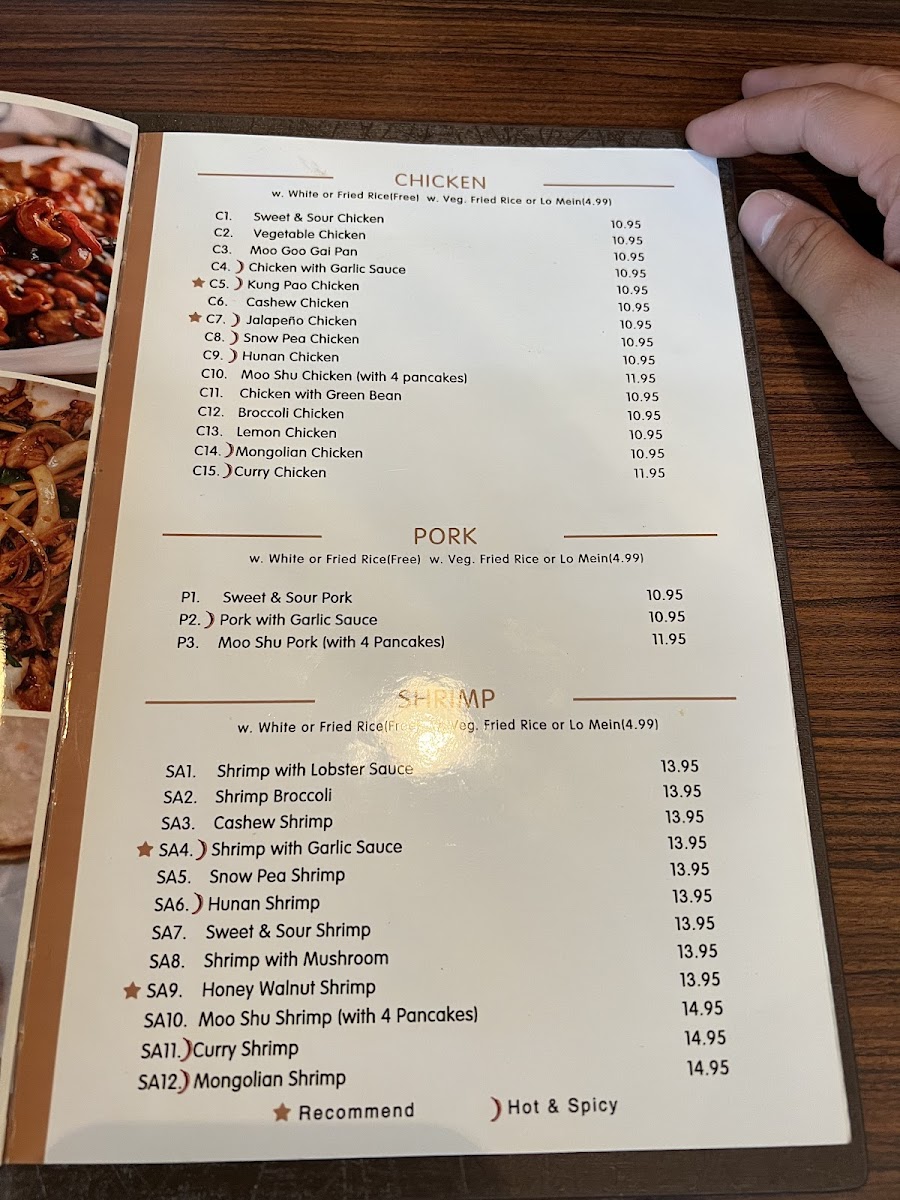 CHICKEN
w. White or Fried Rice(Free) w. Veg. Fried Rice or Lo Mein(4.99)
C1. Sweet & Sour Chicken 10.95
C2. Vegetable Chicken 10.95
C3. Moo Goo Gai Pan 10.95
C4. Chicken with Garlic Sauce 10.95
C5. Kung Pao Chicken 10.95
C6. Cashew Chicken 10.95
C7. Jalapeño Chicken 10.95
C8. Snow Pea Chicken 10.95
C9. Hunan Chicken 10.95
C10. Moo Shu Chicken (with 4 pancakes) 11.95
C11. Chicken with Green Bean 10.95
C12. Broccoli Chicken 10.95
C13. Lemon Chicken 10.95
C14. Mongolian Chicken 10.95
C15. Curry Chicken 11.95
PORK
w. White or Fried Rice(Free) w. Veg. Fried Rice or Lo Mein(4.99)
P1. Sweet & Sour Pork 10.95
P2. Pork with Garlic Sauce 10.95
P3. Moo Shu Pork (with 4 Pancakes) 11.95
SHRIMP
w. White or Fried Rice(Free) Veg. Fried Rice or Lo Mein(4.99)
SA1. Shrimp with Lobster Sauce 13.95
SA2. Shrimp Broccoli 13.95
SA3. Cashew Shrimp 13.95
SA4. Shrimp with Garlic Sauce 13.95
SA5. Snow Pea Shrimp 13.95
SA6. Hunan Shrimp 13.95
SA7. Sweet & Sour Shrimp 13.95
SA8. Shrimp with Mushroom 13.95
SA9. Honey Walnut Shrimp 13.95
SA10. Moo Shu Shrimp (with 4 Pancakes) 14.95
SA11. Curry Shrimp 14.95
SA12. Mongolian Shrimp 14.95
Recommend Hot & Spicy